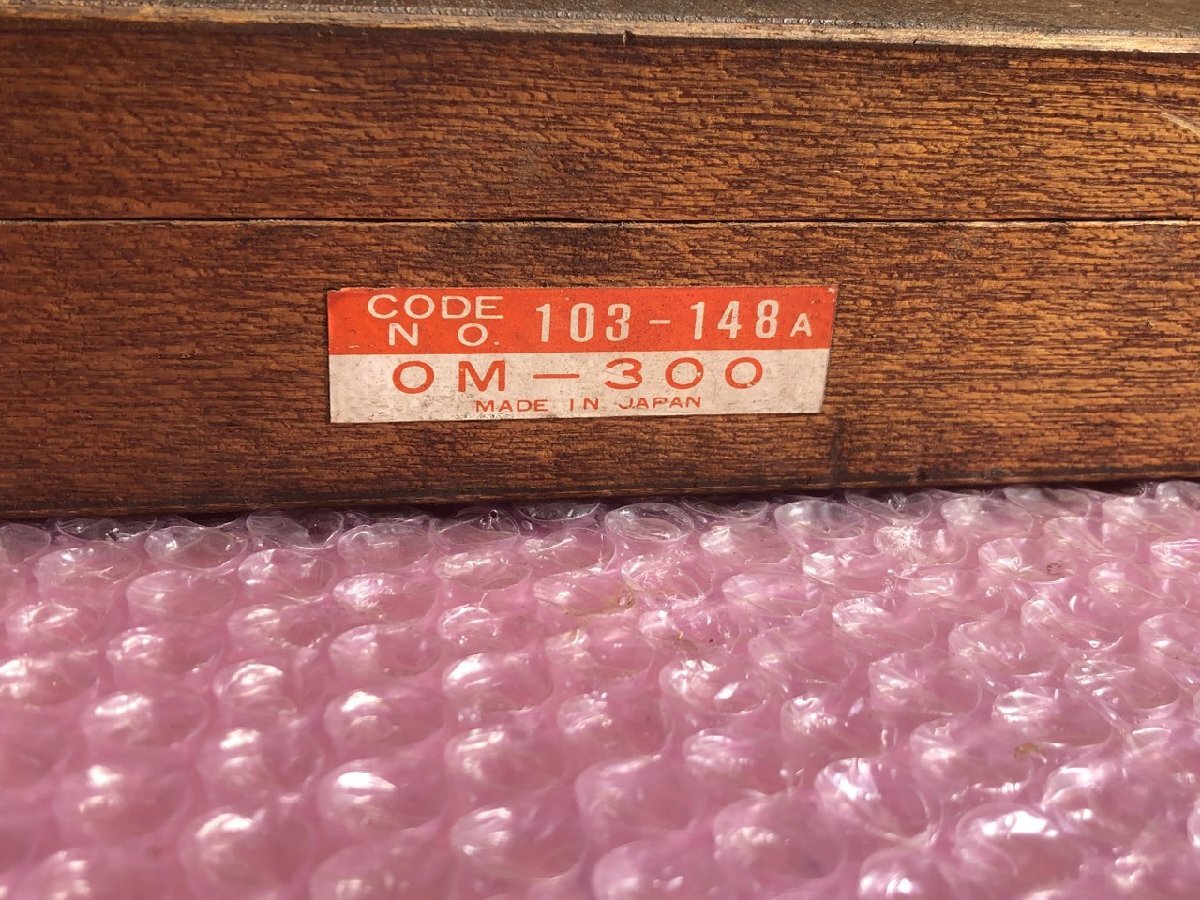 CODE NO. 103-148A
OM-300
MADE IN JAPAN